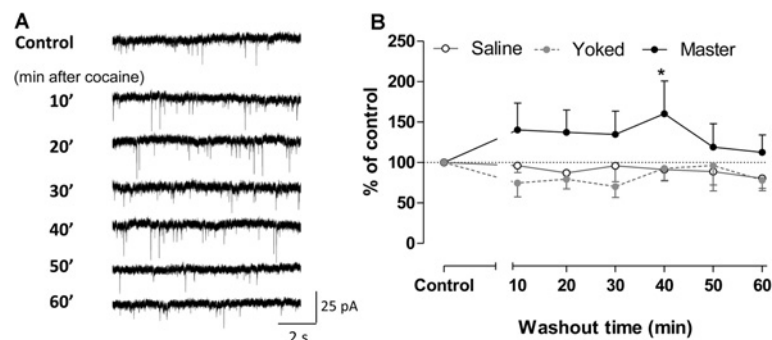 A
Control
(min after cocaine)
10’
20’
30’
40’
50’
60’
25 pA
2 s
B
250
200
150
100
50
0
% of control
Saline Yoked Master
*
Control 10 20 30 40 50 60
Washout time (min)